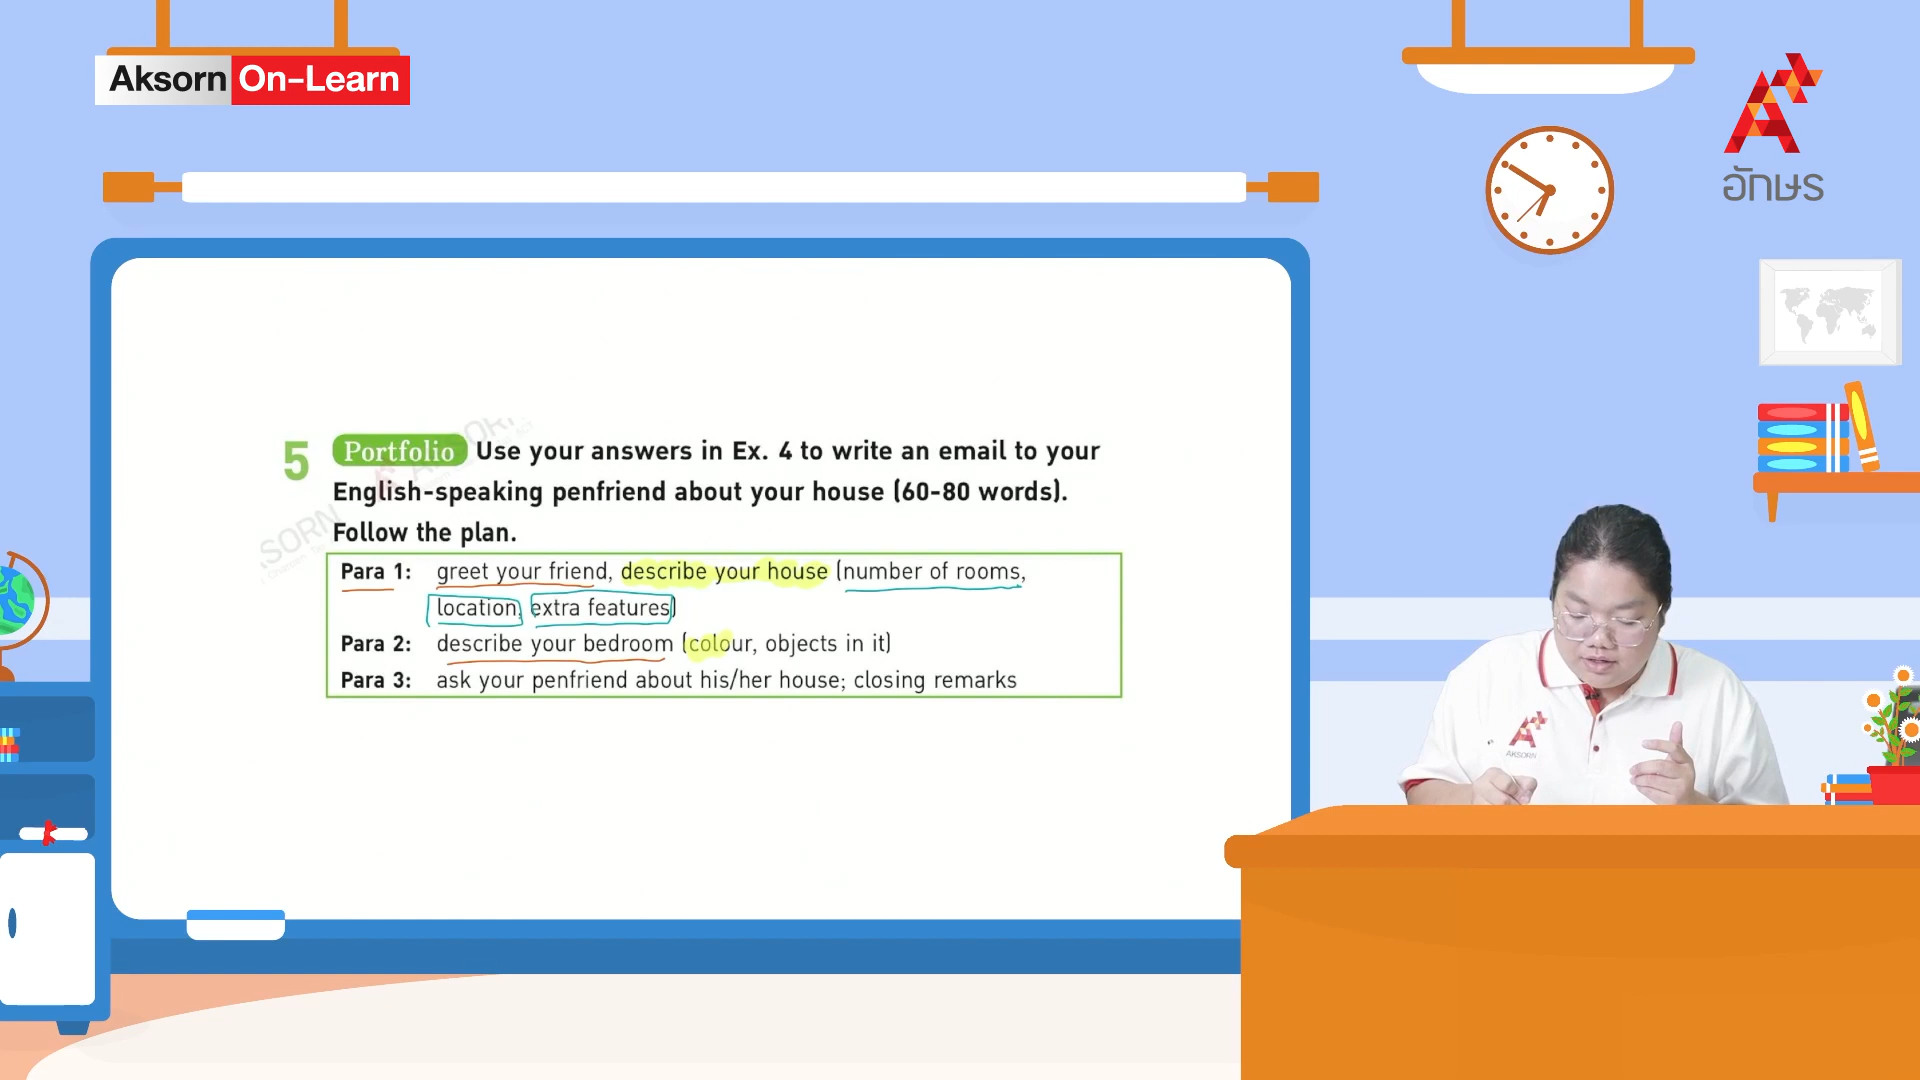 Aksorn On-Learn
อักษร
5 Portfolio Use your answers in Ex. 4 to write an email to your
English-speaking penfriend about your house (60-80 words).
Follow the plan.
Para 1: greet your friend, describe your house (number of rooms,
location, extra features)
Para 2: describe your bedroom (colour, objects in it)
Para 3: ask your penfriend about his/her house; closing remarks
AKSORN